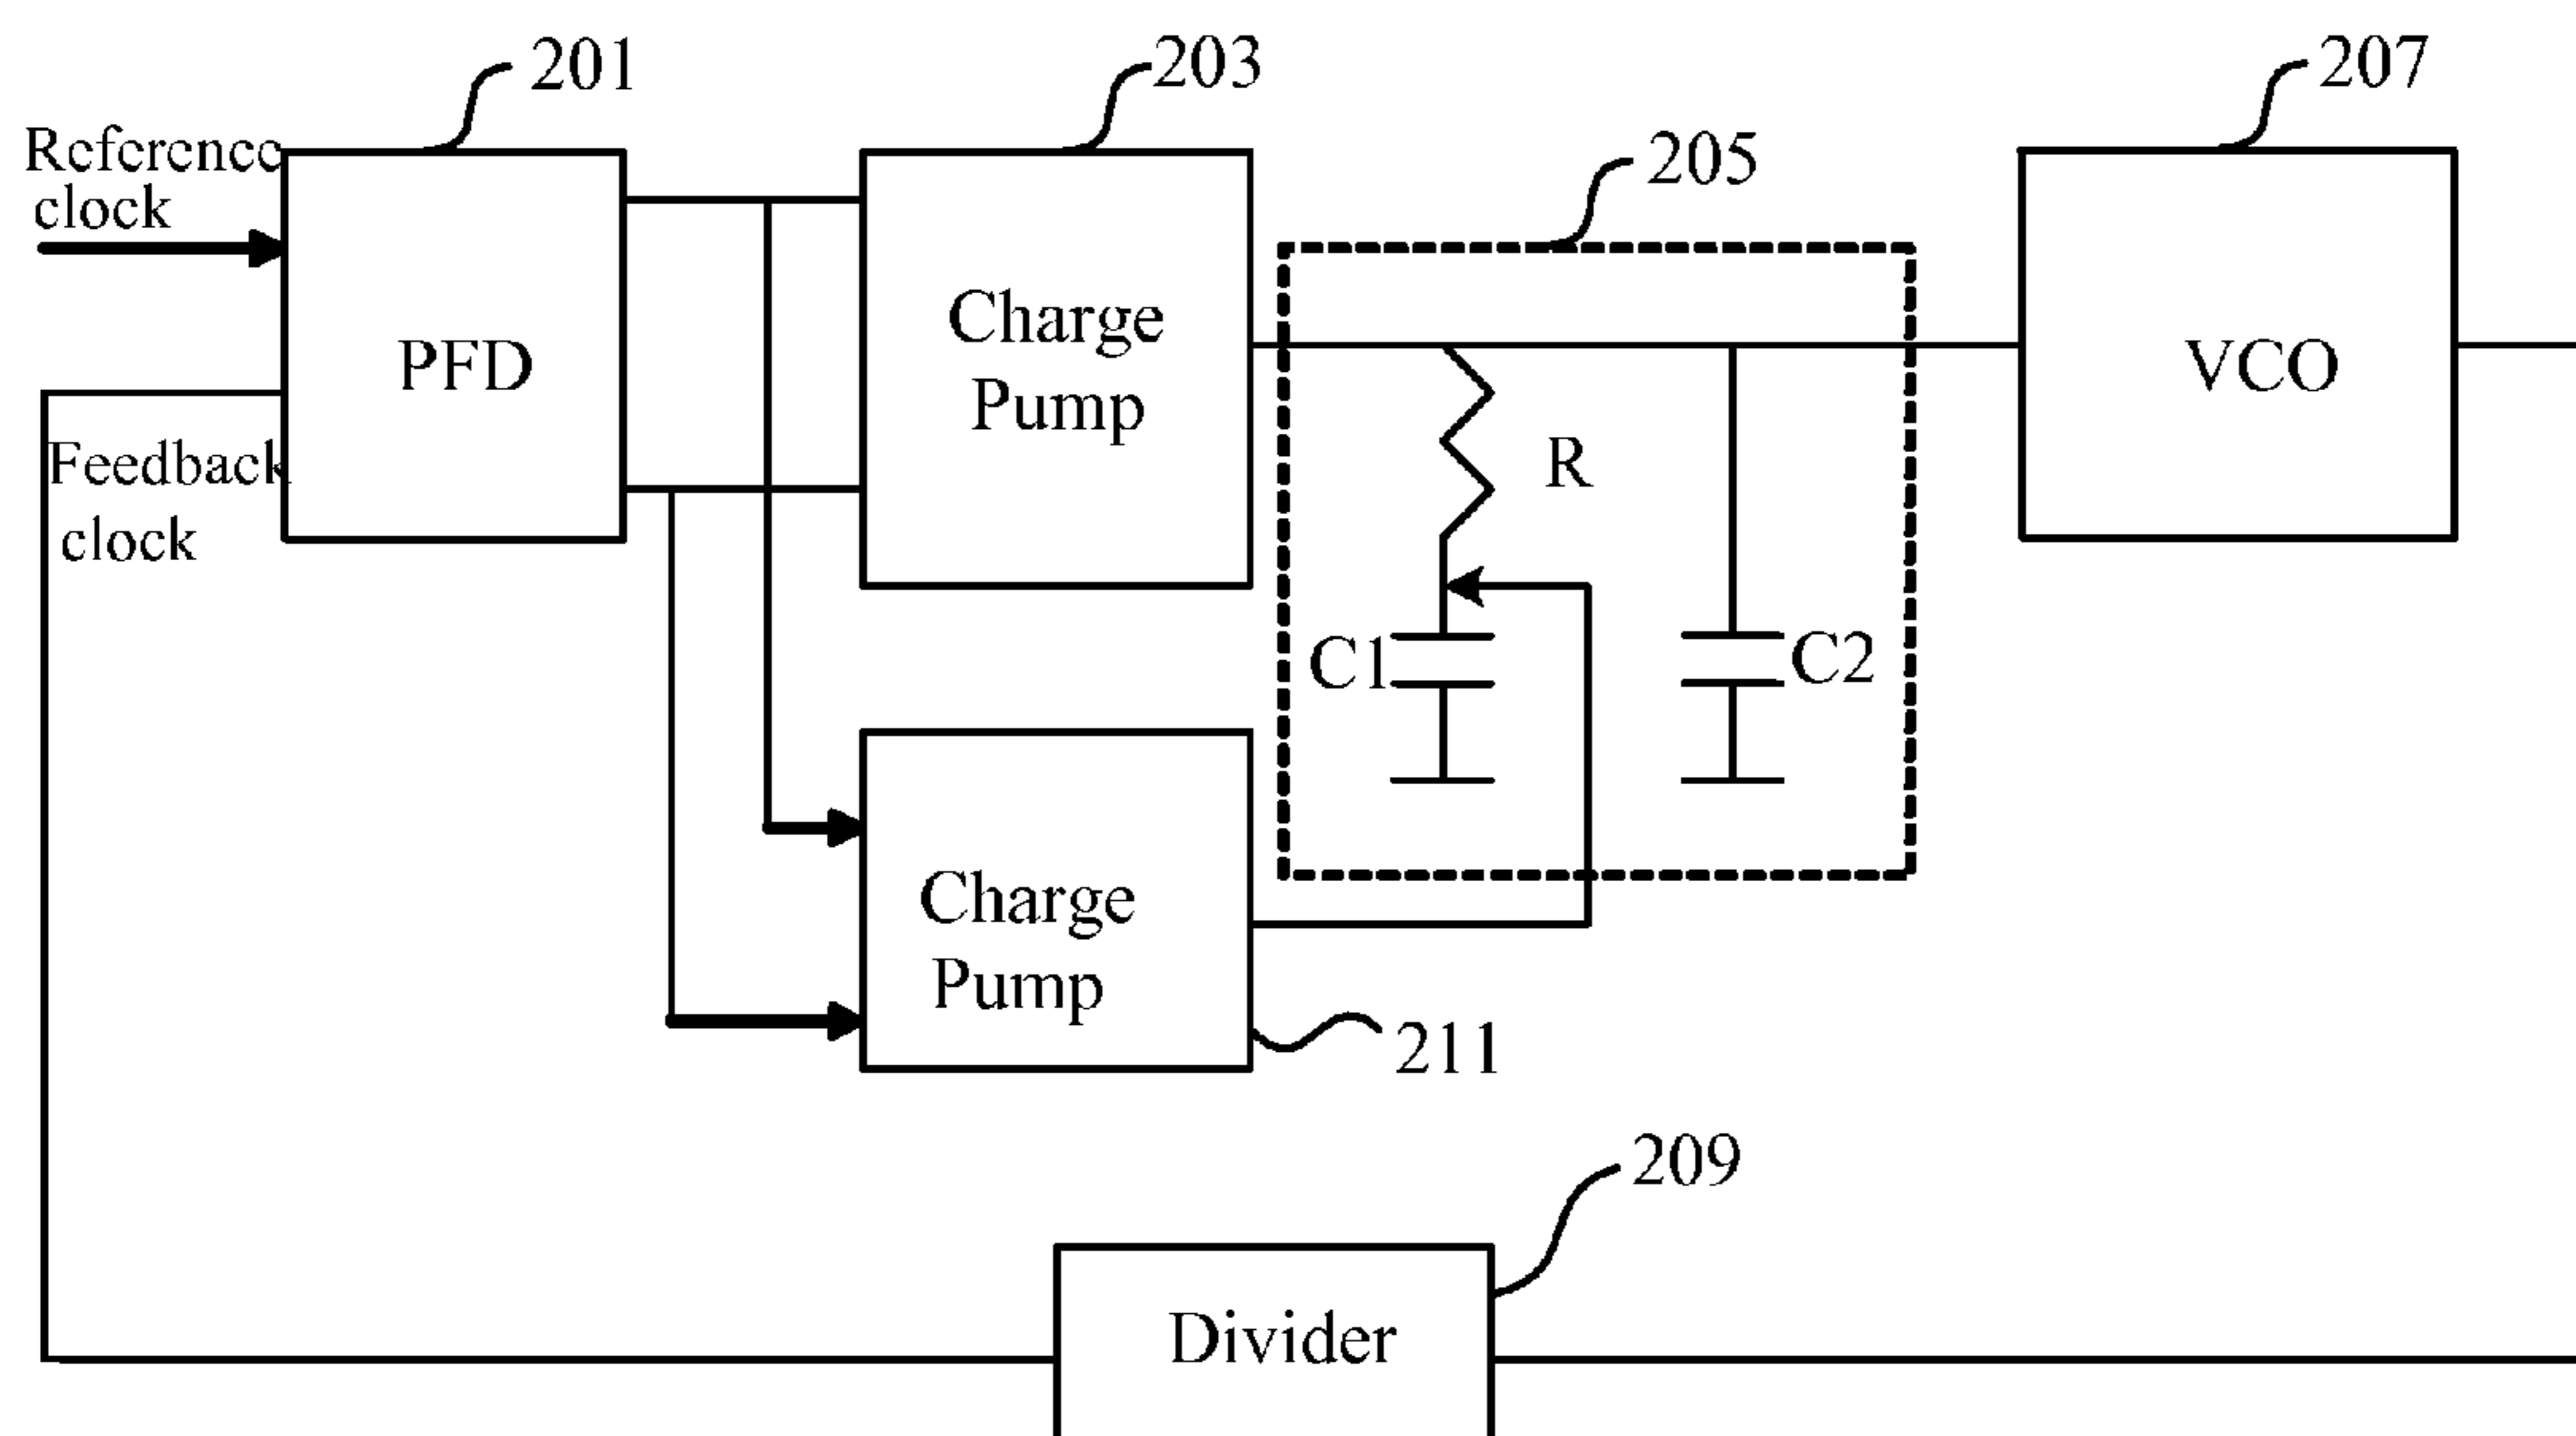 201
203
207
205
Reference
clock
PFD
Charge
Pump
VCO
R
Feedback
clock
C1
C2
Charge
Pump
211
209
Divider